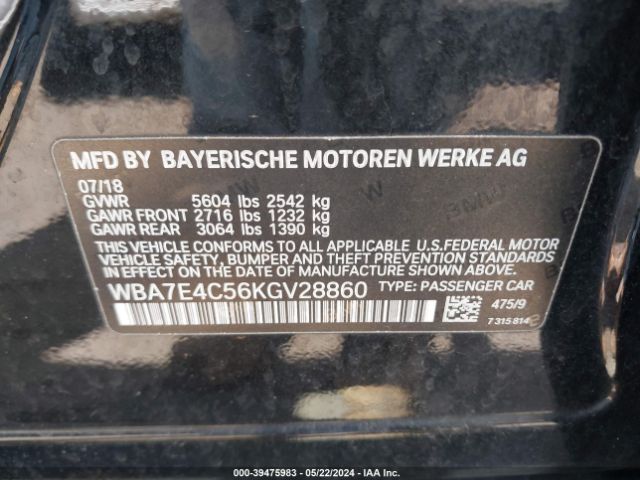 MFD BY BAYERISCHE MOTOREN WERKE AG
07/18
GVWR 5604 lbs 2542 kg
GAWR FRONT 2716 lbs 1232 kg
GAWR REAR 3064 lbs 1390 kg
THIS VEHICLE CONFORMS TO ALL APPLICABLE U.S.FEDERAL MOTOR
VEHICLE SAFETY, BUMPER AND THEFT PREVENTION STANDARDS
IN EFFECT ON THE DATE OF MANUFACTURE SHOWN ABOVE.
WBA7E4C56KGV28860 TYPE: PASSENGER CAR
475/9
7 315 814
000-39475983 - 05/22/2024 - IAA Inc.